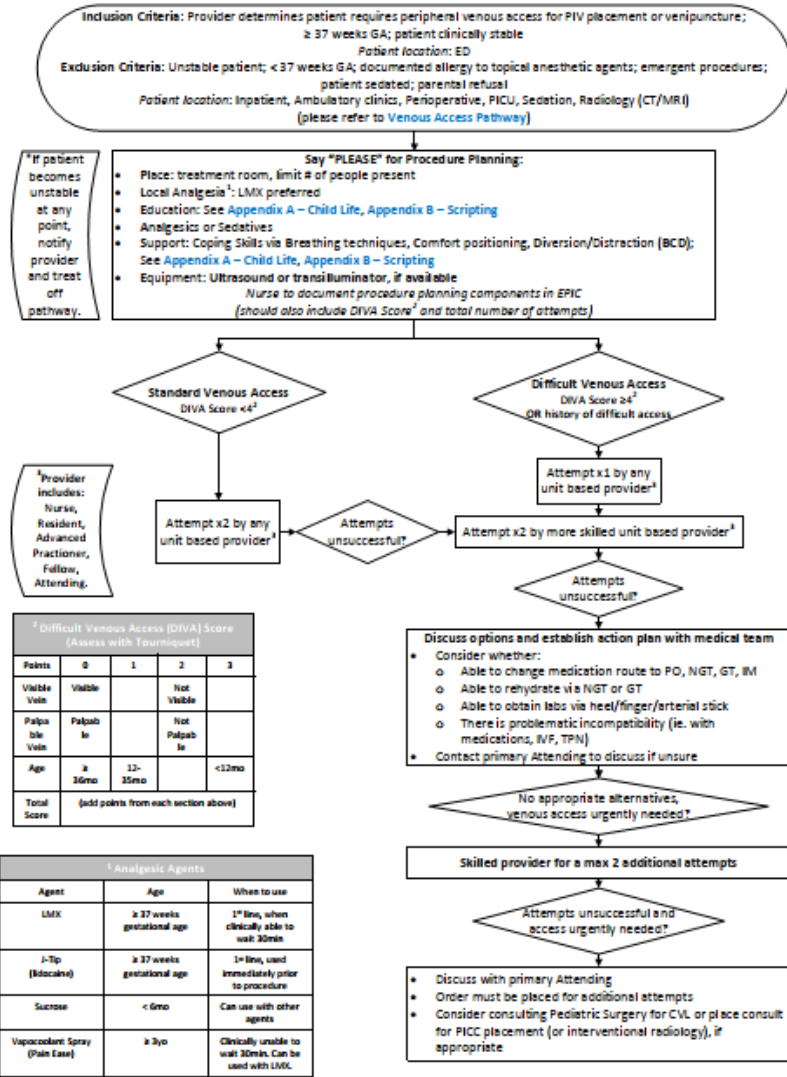 Inclusion Criteria: Provider determines patient requires peripheral venous access for PIV placement or venipuncture;
≥ 37 weeks GA; patient clinically stable
Patient location: ED
Exclusion Criteria: Unstable patient; < 37 weeks GA; documented allergy to topical anesthetic agents; emergent procedures;
patient sedated; parental refusal
Patient location: Inpatient, Ambulatory clinics, Perioperative, PICU, Sedation, Radiology (CT/MRI)
(please refer to Venous Access Pathway)
*If patient
becomes
unstable
at any
point,
notify
provider
and treat
off
pathway.
Say "PLEASE" for Procedure Planning:
• Place: treatment room, limit # of people present
• Local Analgesia¹: LMX preferred
• Education: See Appendix A – Child Life, Appendix B – Scripting
• Analgesics or Sedatives
• Support: Coping Skills via Breathing techniques, Comfort positioning, Diversion/Distraction (BCD);
See Appendix A – Child Life, Appendix B – Scripting
• Equipment: Ultrasound or transilluminator, if available
Nurse to document procedure planning components in EPIC
(should also include DIVA Score² and total number of attempts)
Standard Venous Access
DIVA Score <4²
Difficult Venous Access
DIVA Score ≥4²
OR history of difficult access
³Provider
includes:
Nurse,
Resident,
Advanced
Practioner,
Fellow,
Attending.
Attempt x1 by any
unit based provider³
Attempt x2 by any
unit based provider³
Attempts
unsuccessful?
Attempt x2 by more skilled unit based provider³
Attempts
unsuccessful?
Discuss options and establish action plan with medical team
• Consider whether:
o Able to change medication route to PO, NGT, GT, IM
o Able to rehydrate via NGT or GT
o Able to obtain labs via heel/finger/arterial stick
o There is problematic incompatibility (ie. with
medications, IVF, TPN)
• Contact primary Attending to discuss if unsure
No appropriate alternatives,
venous access urgently needed?
Skilled provider for a max 2 additional attempts
Attempts unsuccessful and
access urgently needed?
• Discuss with primary Attending
• Order must be placed for additional attempts
• Consider consulting Pediatric Surgery for CVL or place consult
for PICC placement (or interventional radiology), if
appropriate
² Difficult Venous Access (DIVA) Score
(Assess with Tourniquet)
Points 0 1 2 3
Visible Vein Visible Not Visible
Palpa ble Vein Palpab le Not Palpab le
Age ≥ 36mo 12-35mo <12mo
Total Score (add points from each section above)
¹ Analgesic Agents
Agent Age When to use
LMX ≥ 37 weeks gestational age 1st line, when clinically able to wait 30min
J-Tip (lidocaine) ≥ 37 weeks gestational age 1st line, used immediately prior to procedure
Sucrose < 6mo Can use with other agents
Vapocoolant Spray (Pain Ease) ≥ 3yo Clinically unable to wait 30min. Can be used with LMX.